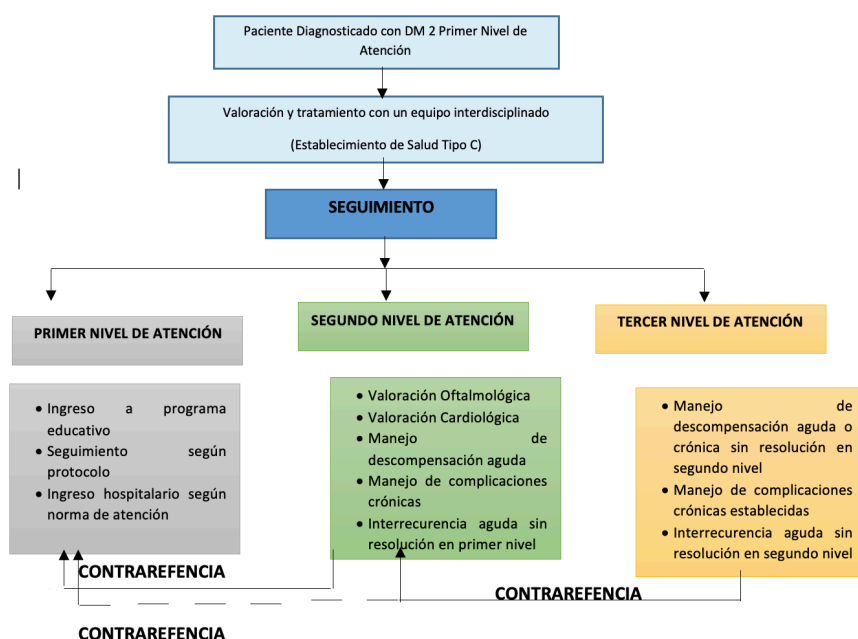 Paciente Diagnosticado con DM 2 Primer Nivel de
Atención
Valoración y tratamiento con un equipo interdisciplinado
(Establecimiento de Salud Tipo C)
SEGUIMIENTO
PRIMER NIVEL DE ATENCIÓN
SEGUNDO NIVEL DE ATENCIÓN
TERCER NIVEL DE ATENCIÓN
• Ingreso a programa
educativo
• Seguimiento según
protocolo
• Ingreso hospitalario según
norma de atención
• Valoración Oftalmológica
• Valoración Cardiológica
• Manejo de
descompensación aguda
• Manejo de complicaciones
crónicas
• Interrecurencia aguda sin
resolución en primer nivel
• Manejo de
descompensación aguda o
crónica sin resolución en
segundo nivel
• Manejo de complicaciones
crónicas establecidas
• Interrecurencia aguda sin
resolución en segundo nivel
CONTRAREFENCIA
CONTRAREFENCIA
CONTRAREFENCIA